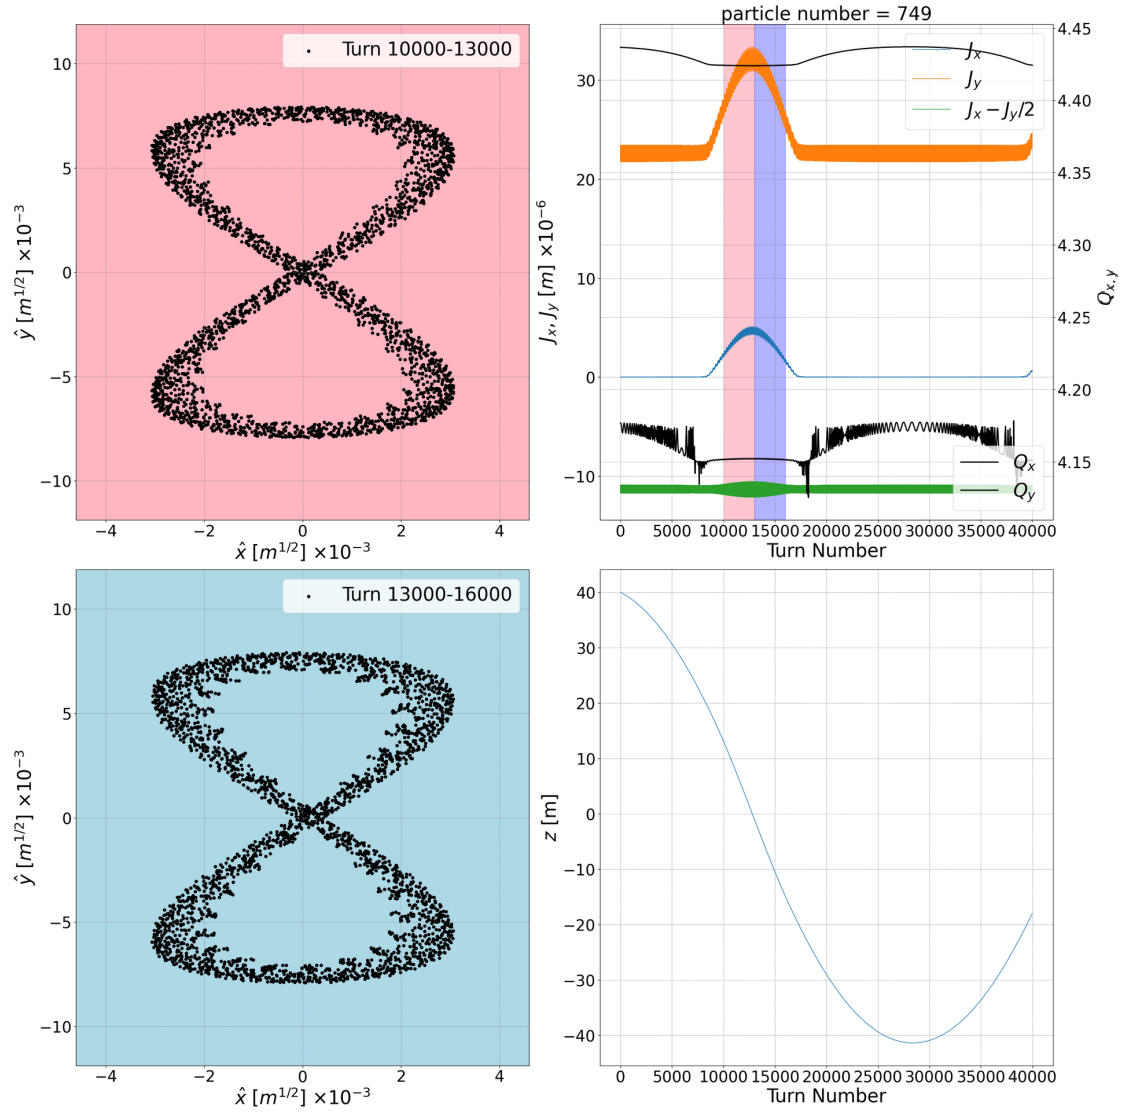 particle number = 749
Turn 10000-13000
10
5
0
−5
−10
ŷ [m^{1/2}] ×10^{−3}
−4 −2 0 2 4
x̂ [m^{1/2}] ×10^{−3}
J_x
J_y
J_x − J_y/2
30
20
10
0
−10
J_x, J_y [m] ×10^{−6}
4.45
4.40
4.35
4.30
4.25
4.20
4.15
Q_{x,y}
Q_x
Q_y
0 5000 10000 15000 20000 25000 30000 35000 40000
Turn Number
Turn 13000-16000
10
5
0
−5
−10
ŷ [m^{1/2}] ×10^{−3}
−4 −2 0 2 4
x̂ [m^{1/2}] ×10^{−3}
40
30
20
10
0
−10
−20
−30
−40
z [m]
0 5000 10000 15000 20000 25000 30000 35000 40000
Turn Number